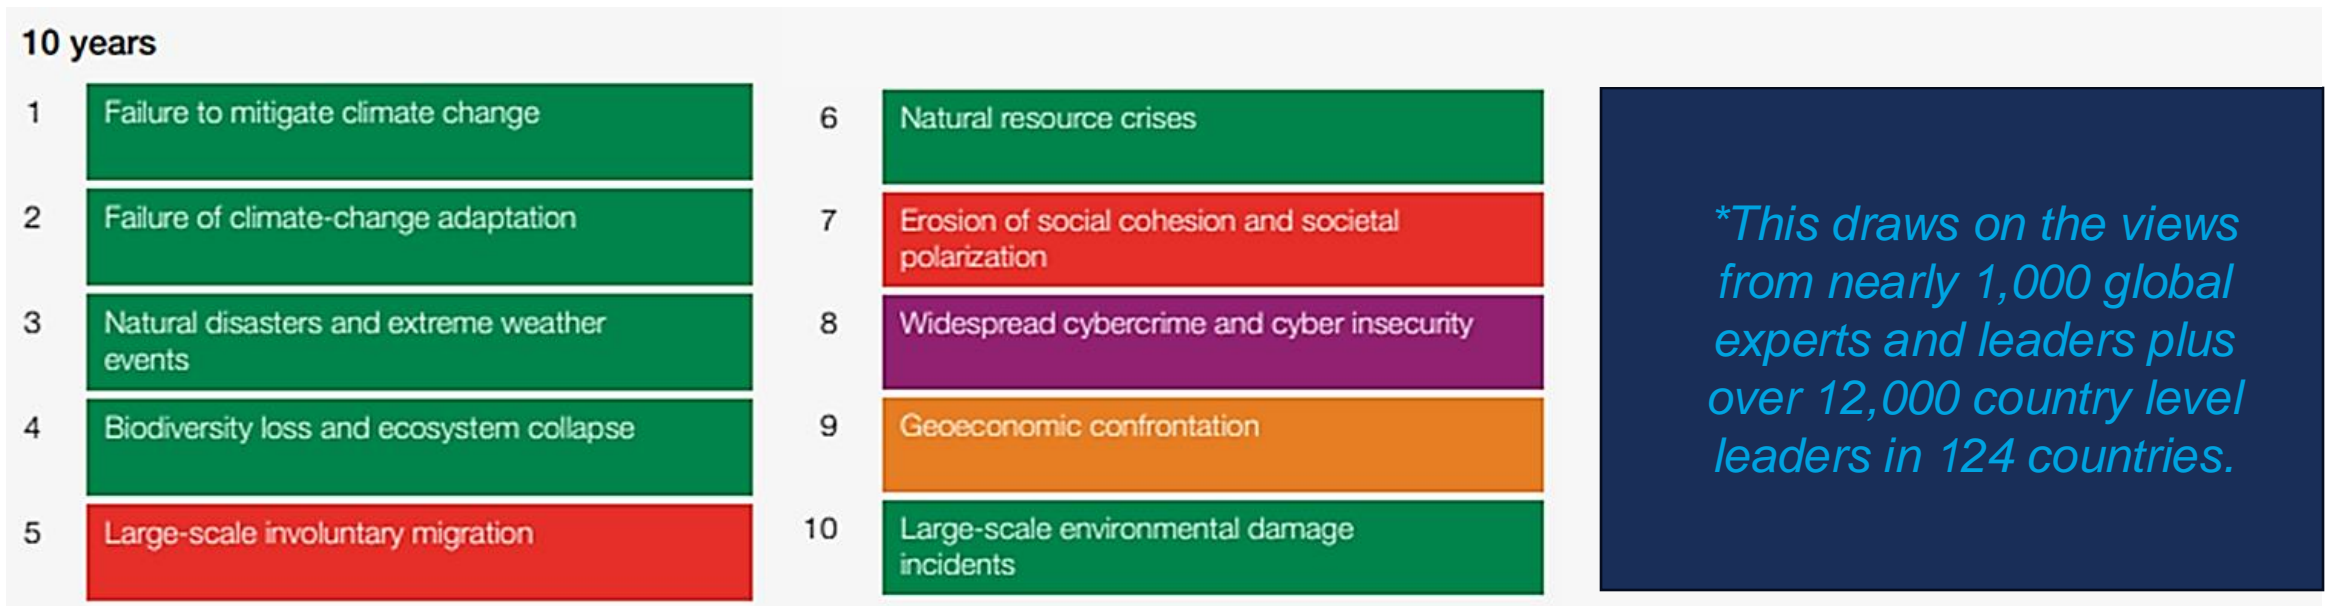 10 years
1 Failure to mitigate climate change
2 Failure of climate-change adaptation
3 Natural disasters and extreme weather
events
4 Biodiversity loss and ecosystem collapse
5 Large-scale involuntary migration
6 Natural resource crises
7 Erosion of social cohesion and societal
polarization
8 Widespread cybercrime and cyber insecurity
9 Geoeconomic confrontation
10 Large-scale environmental damage
incidents
*This draws on the views
from nearly 1,000 global
experts and leaders plus
over 12,000 country level
leaders in 124 countries.